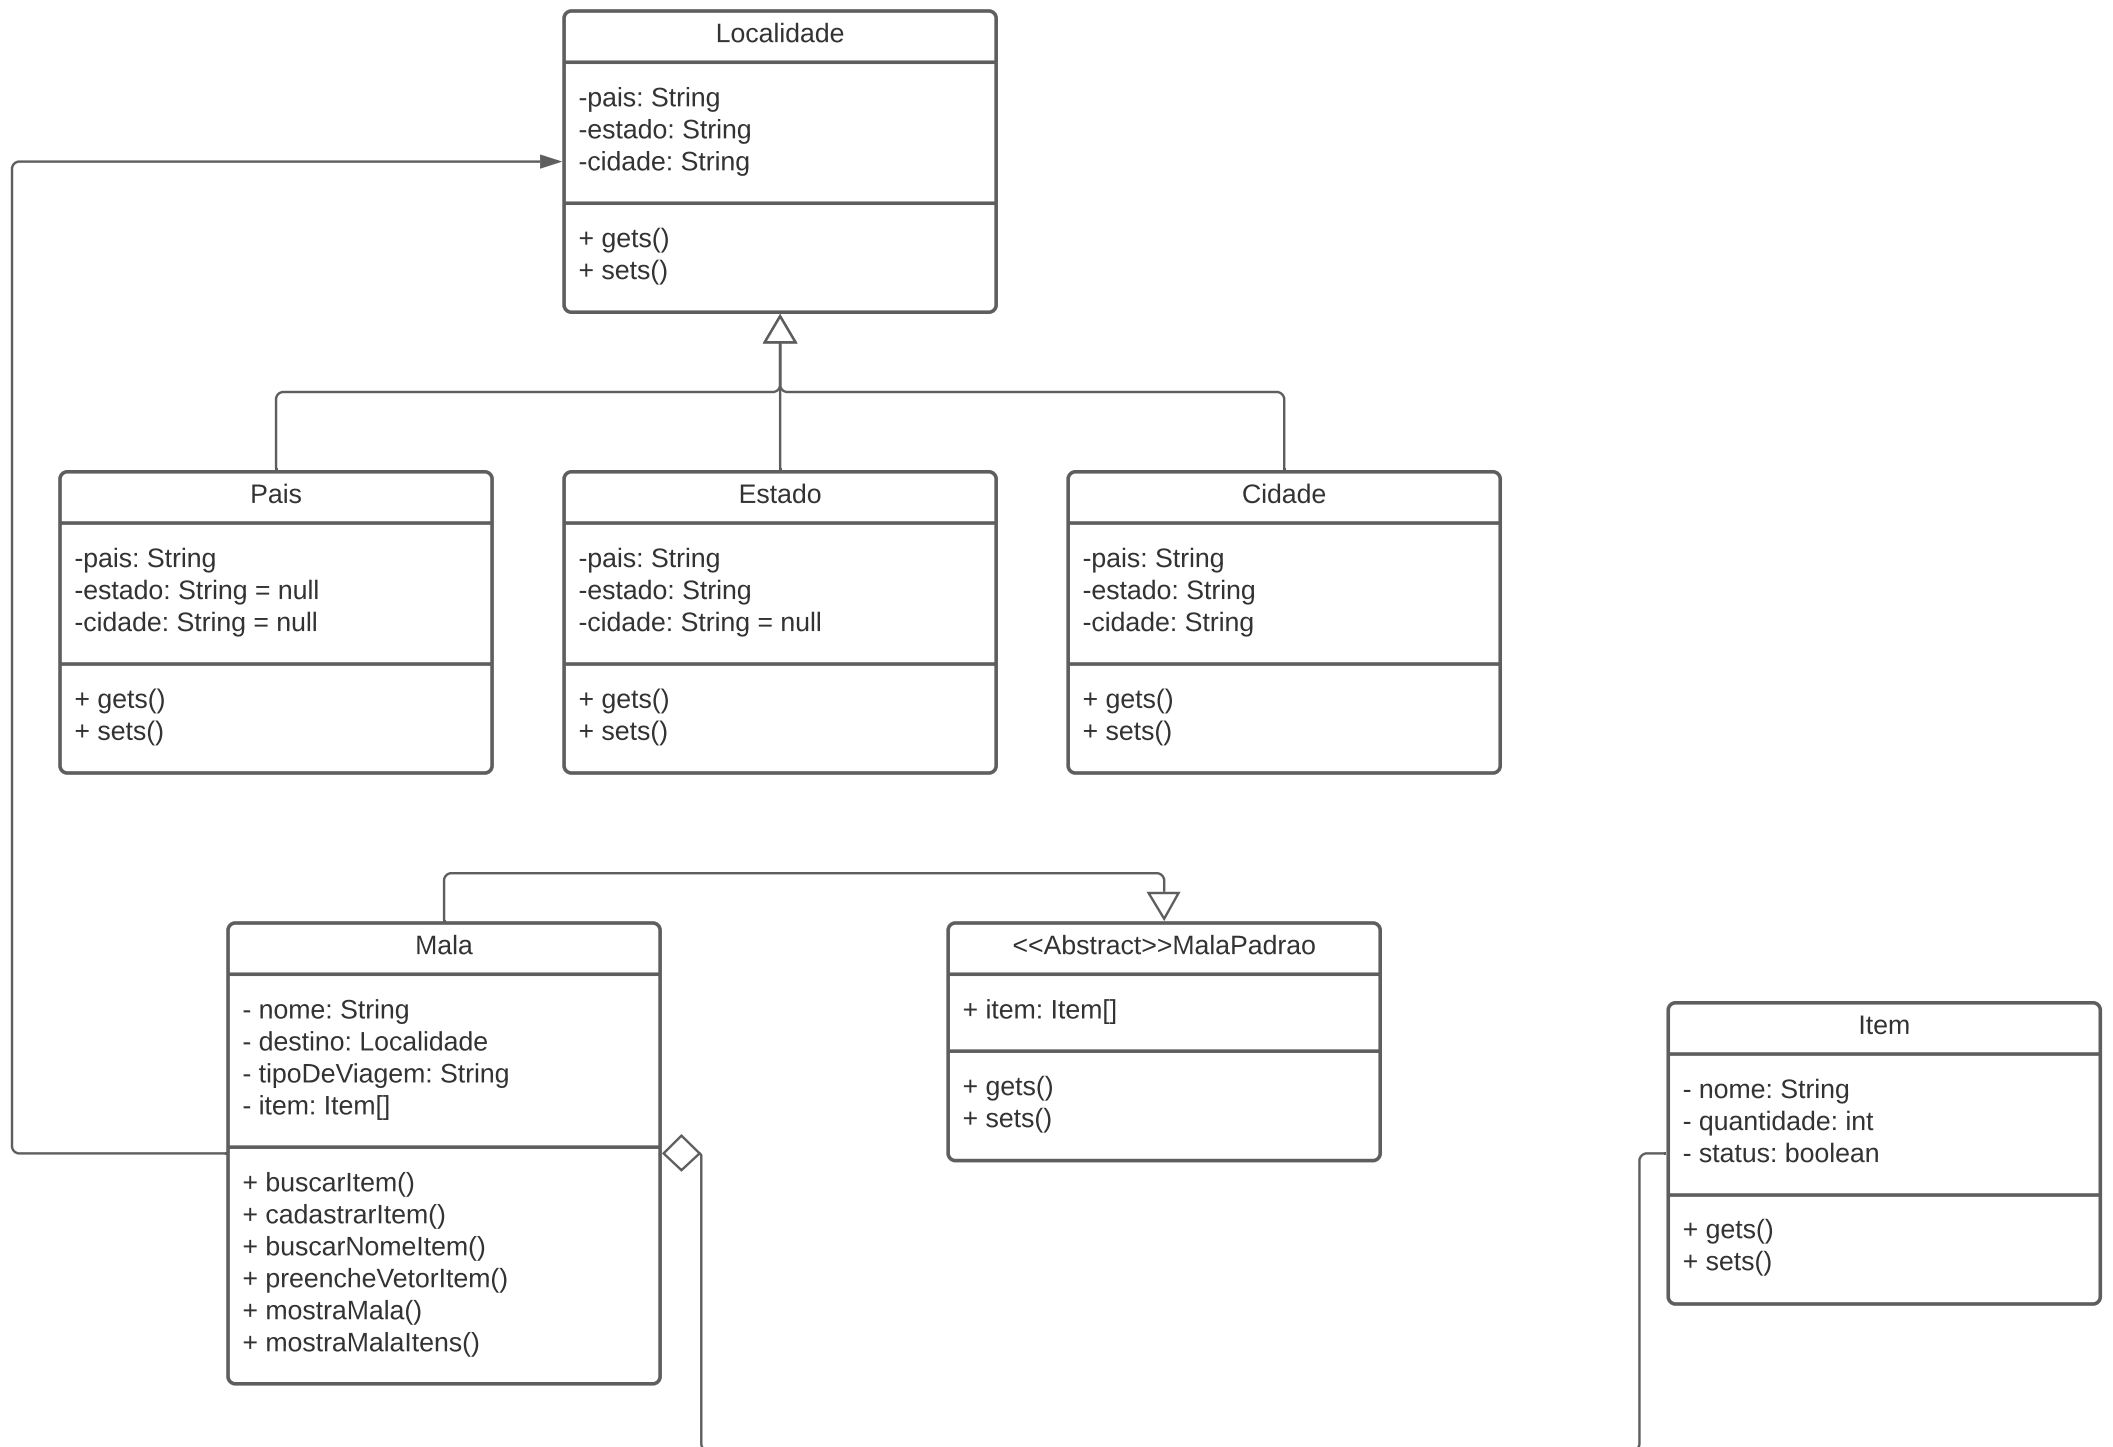 Localidade
-pais: String
-estado: String
-cidade: String
+ gets()
+ sets()
Pais
-pais: String
-estado: String = null
-cidade: String = null
+ gets()
+ sets()
Estado
-pais: String
-estado: String
-cidade: String = null
+ gets()
+ sets()
Cidade
-pais: String
-estado: String
-cidade: String
+ gets()
+ sets()
Mala
- nome: String
- destino: Localidade
- tipoDeViagem: String
- item: Item[]
+ buscarItem()
+ cadastrarItem()
+ buscarNomeItem()
+ preencheVetorItem()
+ mostraMala()
+ mostraMalaItens()
<<Abstract>>MalaPadrao
+ item: Item[]
+ gets()
+ sets()
Item
- nome: String
- quantidade: int
- status: boolean
+ gets()
+ sets()